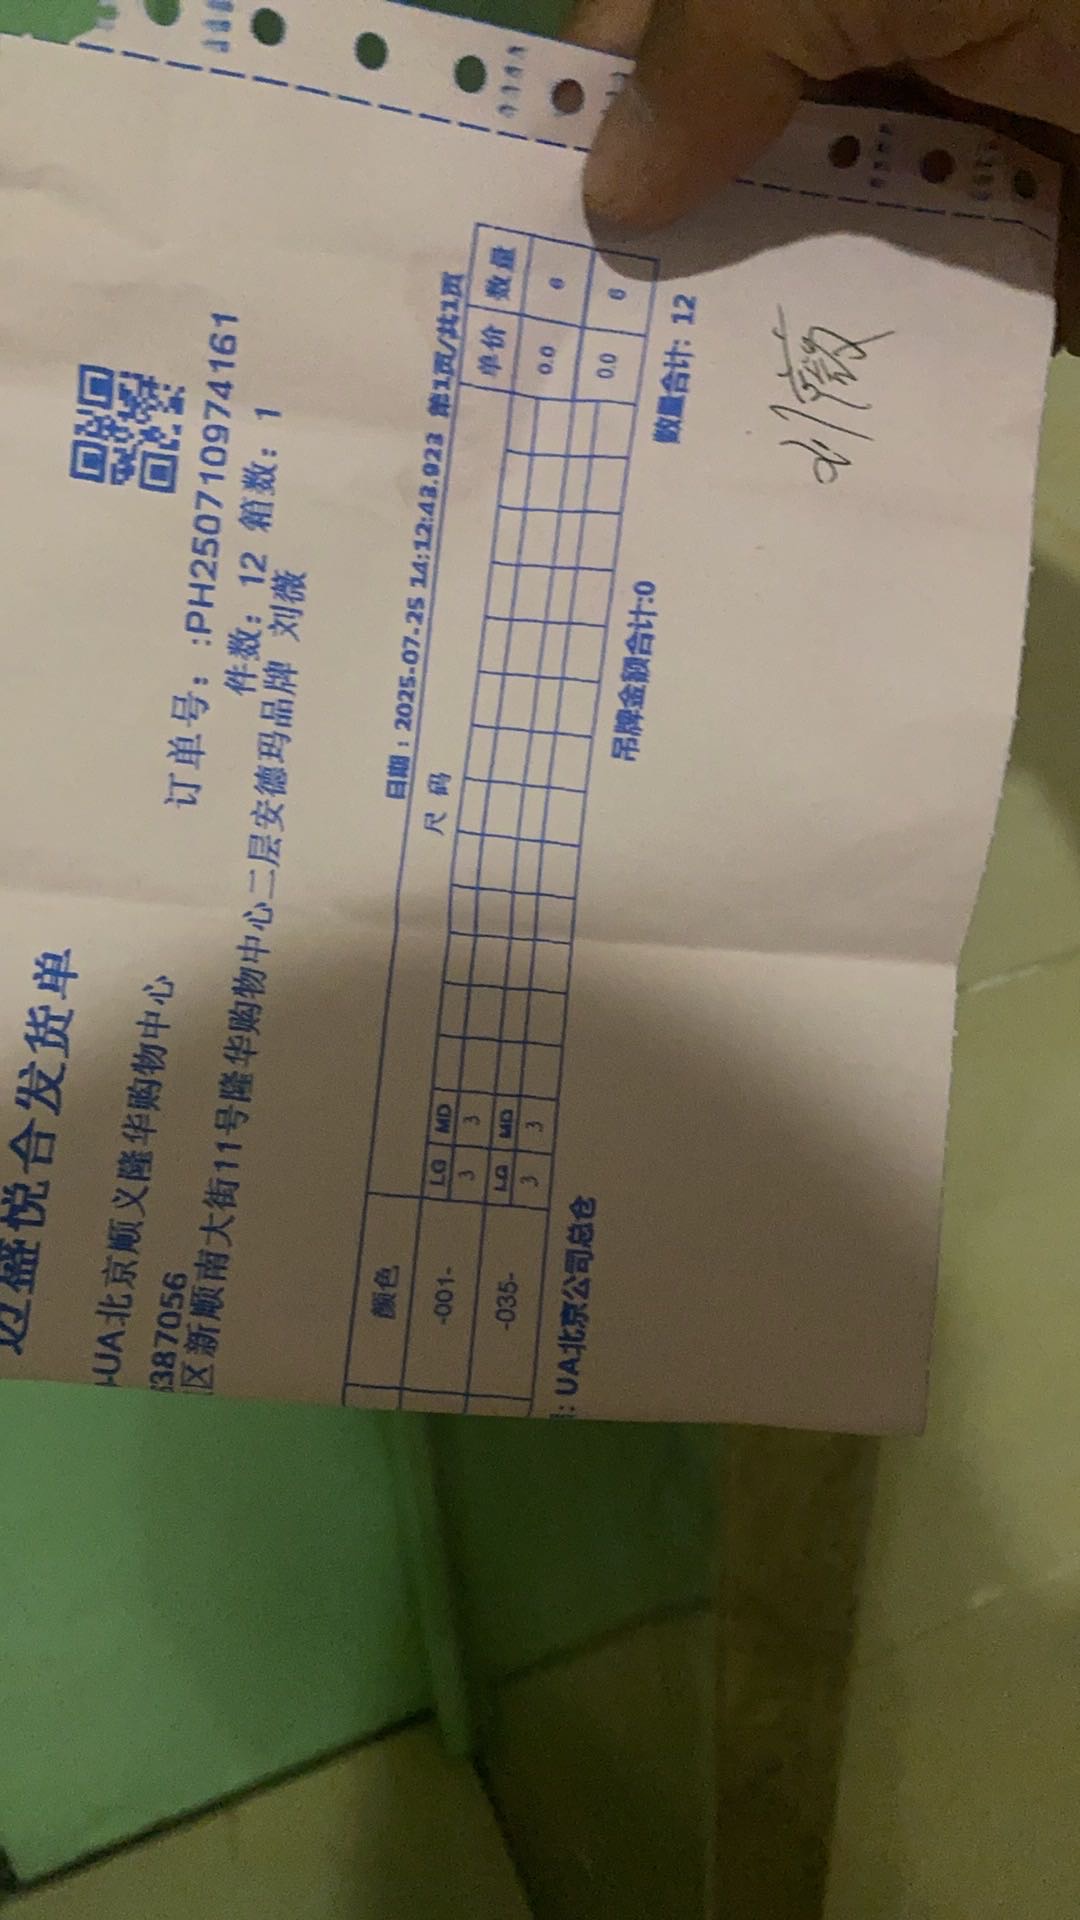 迈盛悦合发货单
UA北京顺义隆华购物中心
订单号：:PH250710974161
387056
件数：12 箱数：1
区新顺南大街11号隆华购物中心二层安德玛品牌 刘薇
日期：2025-07-25 14:12:43.923 第1页/共1页
颜色 尺码 单价 数量
LG MD
-001- 3 3 0.0 6
LG MD
-035- 3 3 0.0 6
: UA北京公司总仓 吊牌金额合计:0 数量合计: 12
刘薇